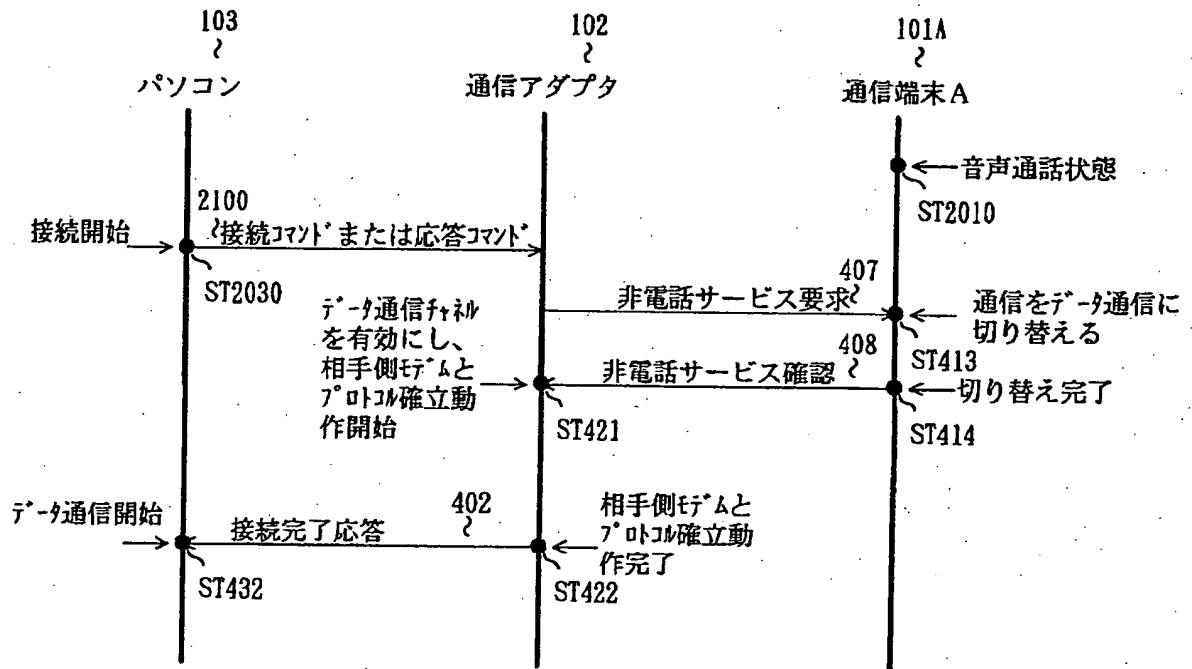 103
102
101A
パソコン
通信アダプタ
通信端末A
音声通話状態
ST2010
2100
接続開始
接続ｺﾏﾝﾄﾞまたは応答ｺﾏﾝﾄﾞ
ST2030
407
非電話サービス要求
通信をデータ通信に
切り替える
ST413
ﾃﾞｰﾀ通信ﾁｬﾈﾙ
を有効にし、
相手側ﾓﾃﾞﾑと
ﾌﾟﾛﾄｺﾙ確立動
作開始
408
非電話サービス確認
切り替え完了
ST421
ST414
データ通信開始
402
接続完了応答
相手側ﾓﾃﾞﾑと
ﾌﾟﾛﾄｺﾙ確立動
作完了
ST432
ST422